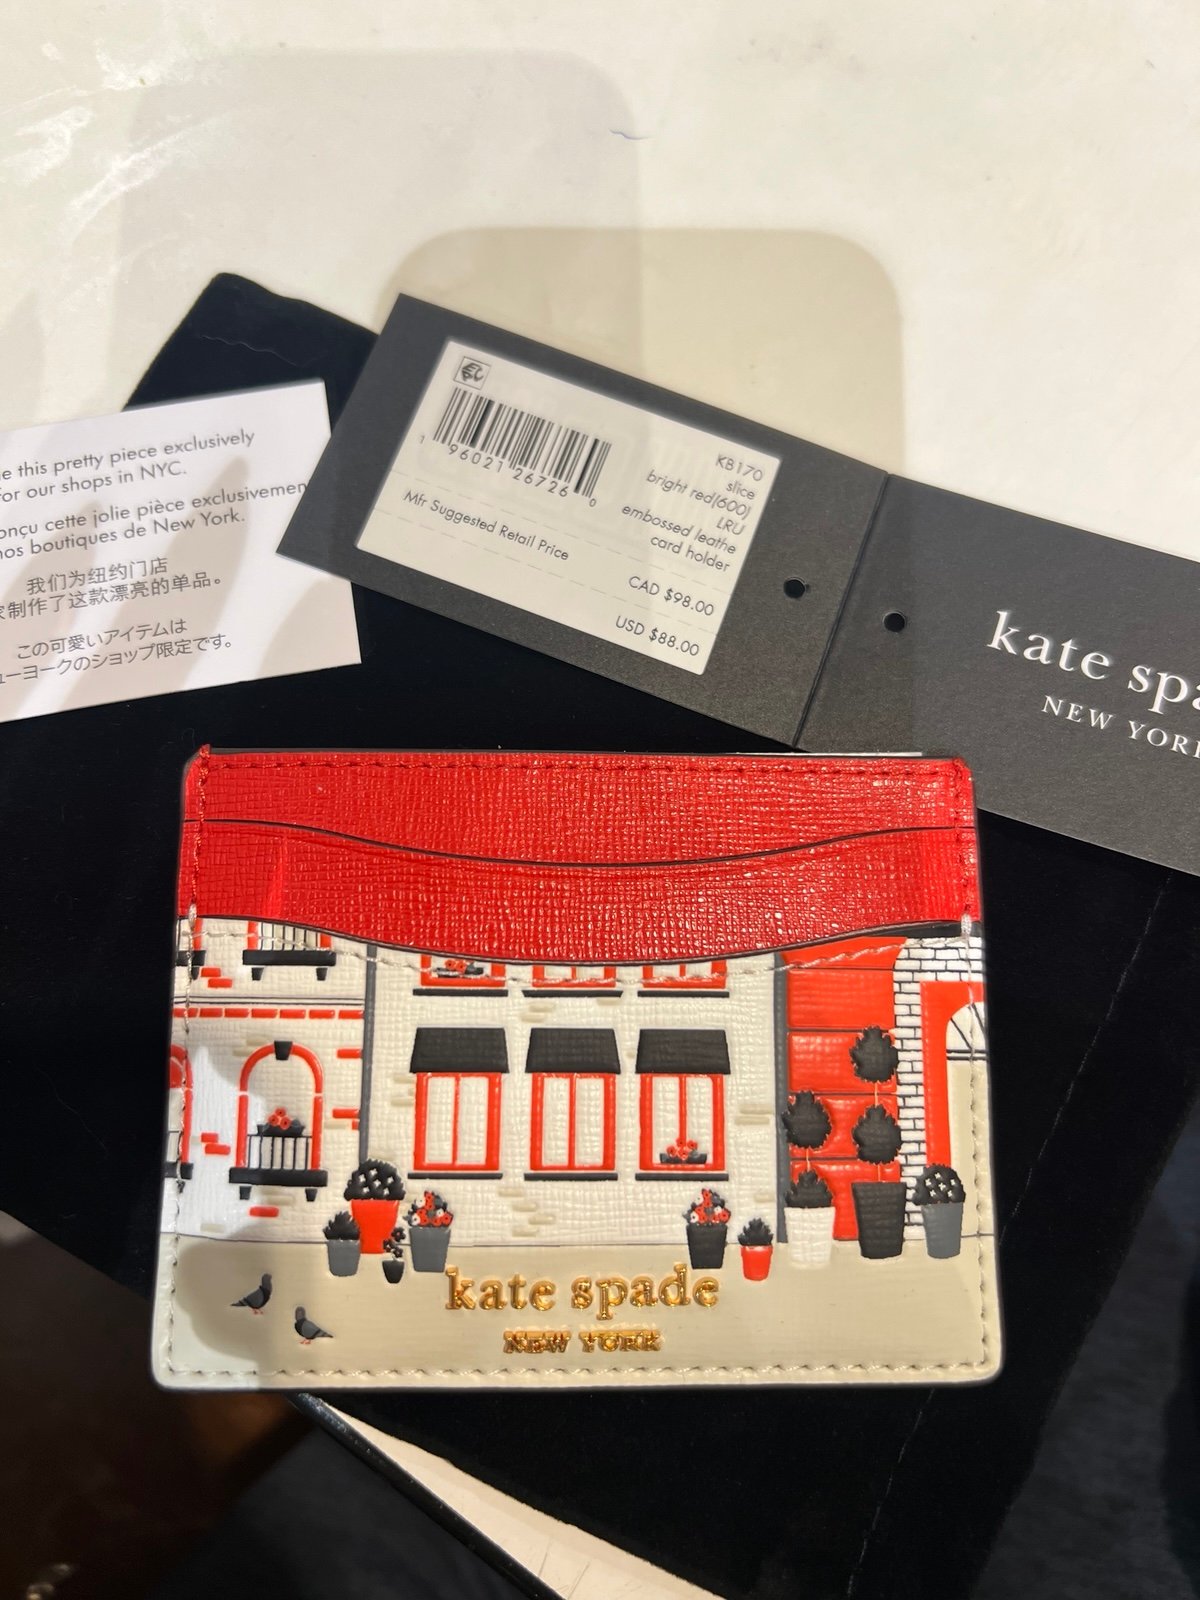 this pretty piece exclusively
for our shops in NYC.
cette jolie pièce exclusivemen
nos boutiques de New York.
我们为纽约门店
制作了这款漂亮的单品。
この可愛いアイテムは
ューヨークのショップ限定です。
1 96021 26726 0
KB170
slice
bright red(600)
LRU
embossed leathe
card holder
Mfr Suggested Retail Price
CAD $98.00
USD $88.00
kate spa
NEW YORK
kate spade
NEW YORK